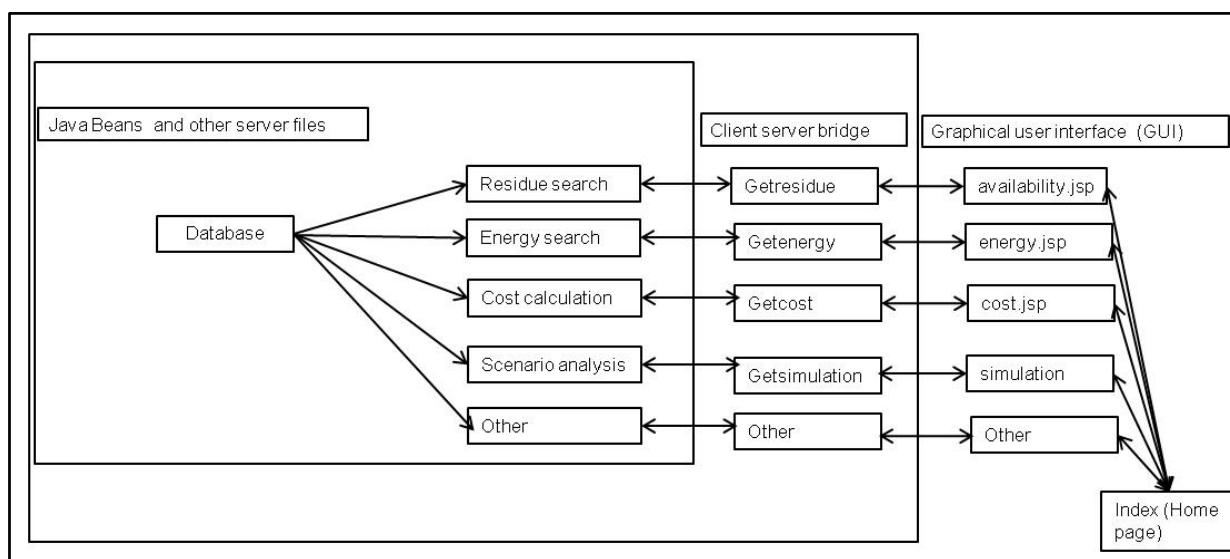 Java Beans and other server files
Client server bridge
Graphical user interface (GUI)
Residue search
Getresidue
availability.jsp
Database
Energy search
Getenergy
energy.jsp
Cost calculation
Getcost
cost.jsp
Scenario analysis
Getsimulation
simulation
Other
Other
Other
Index (Home
page)